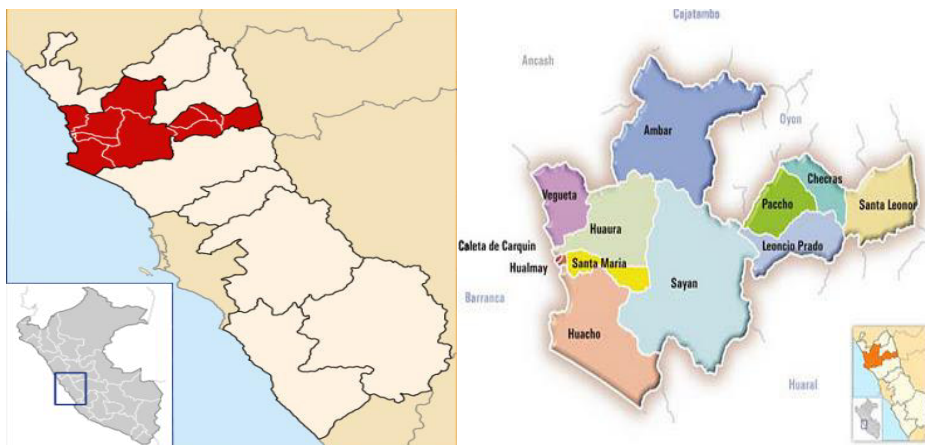 Cajatambo
Ancash
Oyon
Ambar
Checras
Vegueta
Paccho
Santa Leonor
Huaura
Leoncio Prado
Caleta de Carquin
Santa Maria
Hualmay
Sayan
Barranca
Huacho
Huaral